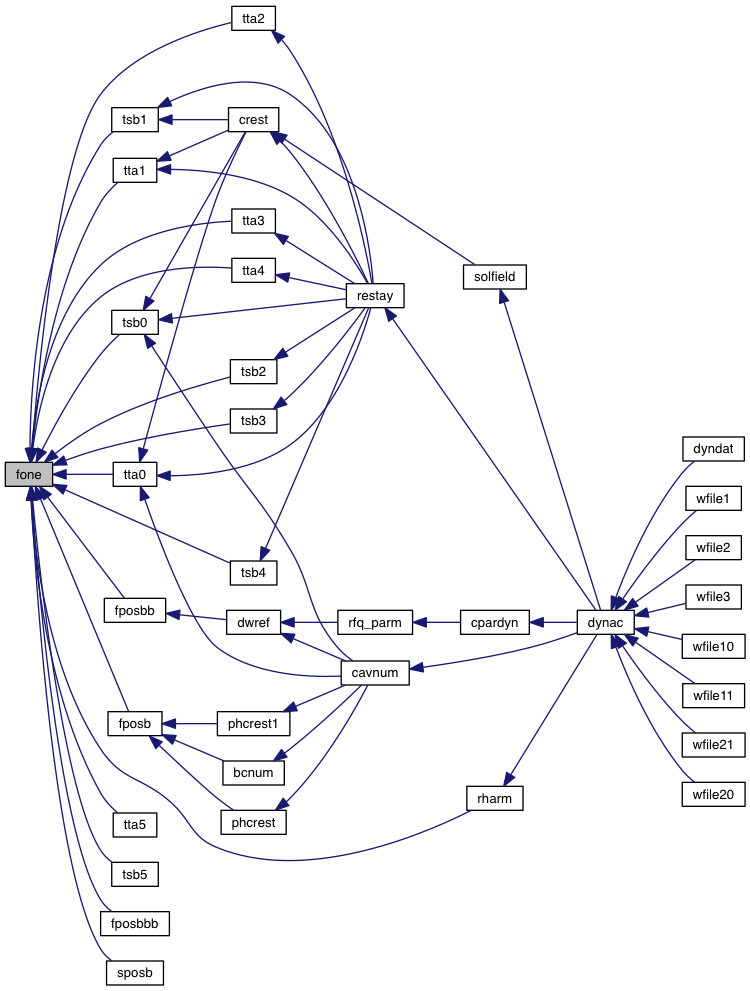 tta2
tsb1
crest
tta1
tta3
tta4
solfield
restay
tsb0
tsb2
tsb3
dyndat
fone
tta0
wfile1
wfile2
tsb4
wfile3
fposbb
dwref
rfq_parm
cpardyn
dynac
wfile10
cavnum
wfile11
fposb
phcrest1
wfile21
bcnum
wfile20
rharm
phcrest
tta5
tsb5
fposbbb
sposb